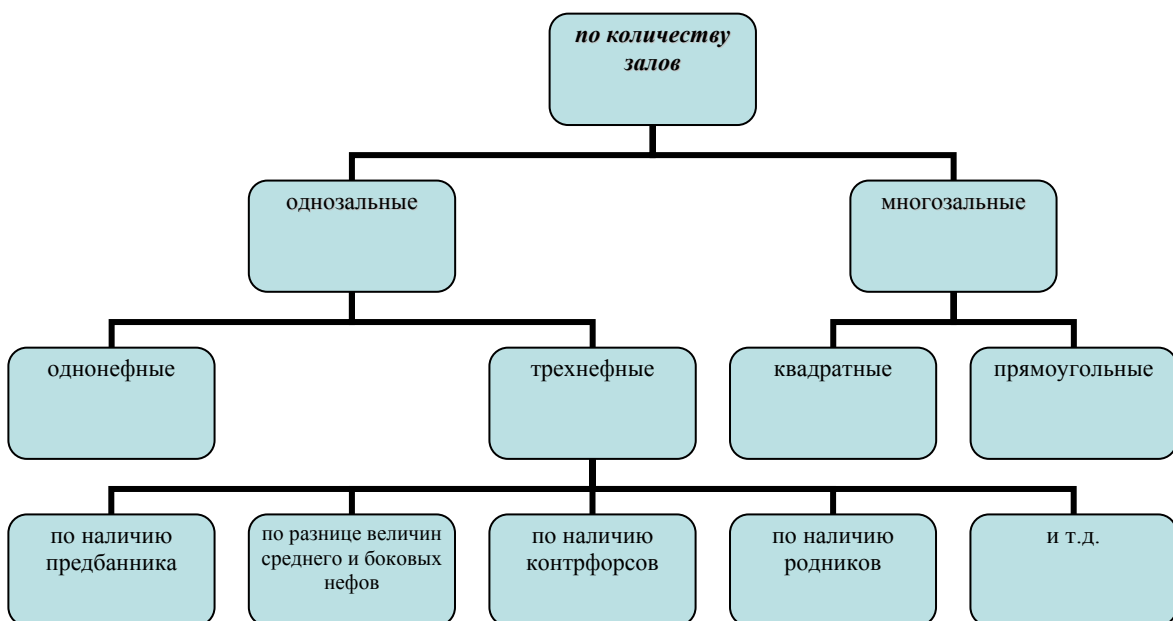 по количеству
залов
однозальные
многозальные
однонефные
трехнефные
квадратные
прямоугольные
по наличию
предбанника
по разнице величин
среднего и боковых
нефов
по наличию
контрфорсов
по наличию
родников
и т.д.